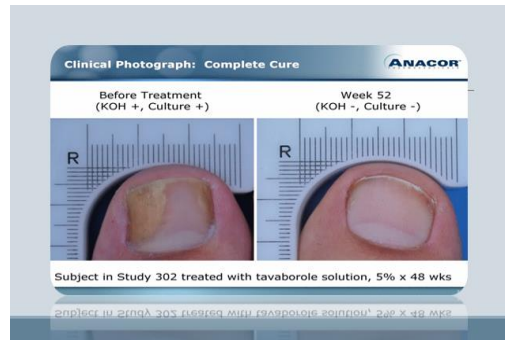 Clinical Photograph: Complete Cure
ANACOR
Before Treatment
(KOH +, Culture +)
Week 52
(KOH -, Culture -)
R
R
Subject in Study 302 treated with tavaborole solution, 5% x 48 wks